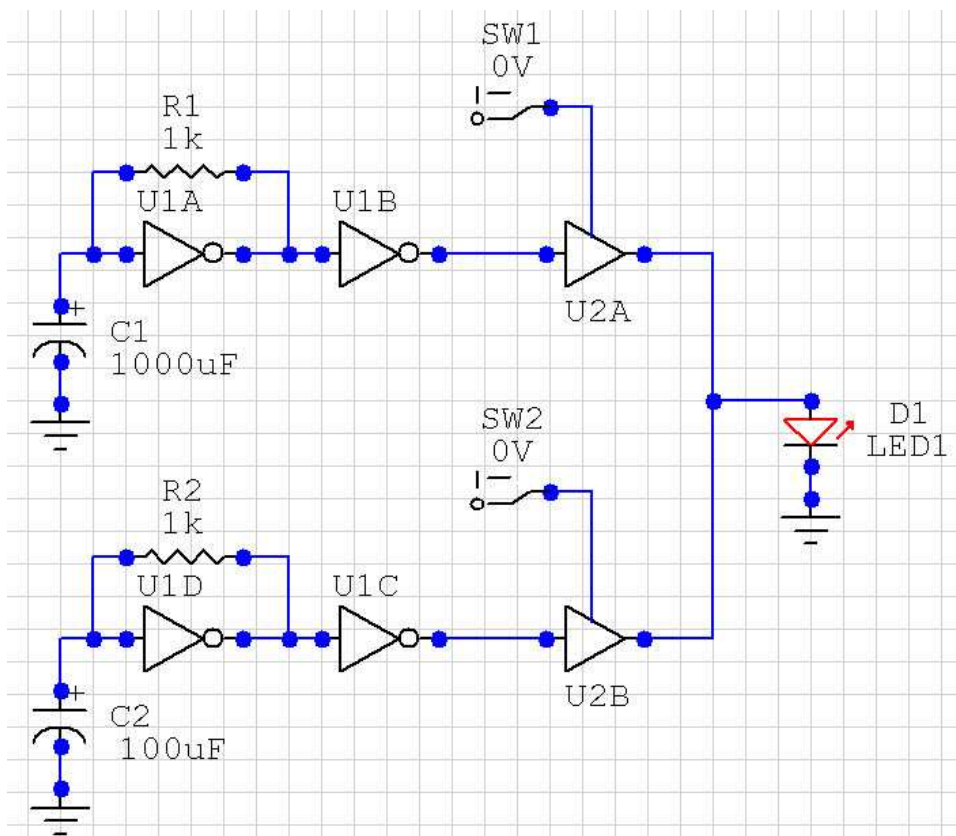 SW1
0V
R1
1k
U1A
U1B
U2A
+
C1
1000uF
SW2
0V
D1
LED1
R2
1k
U1D
U1C
U2B
+
C2
100uF